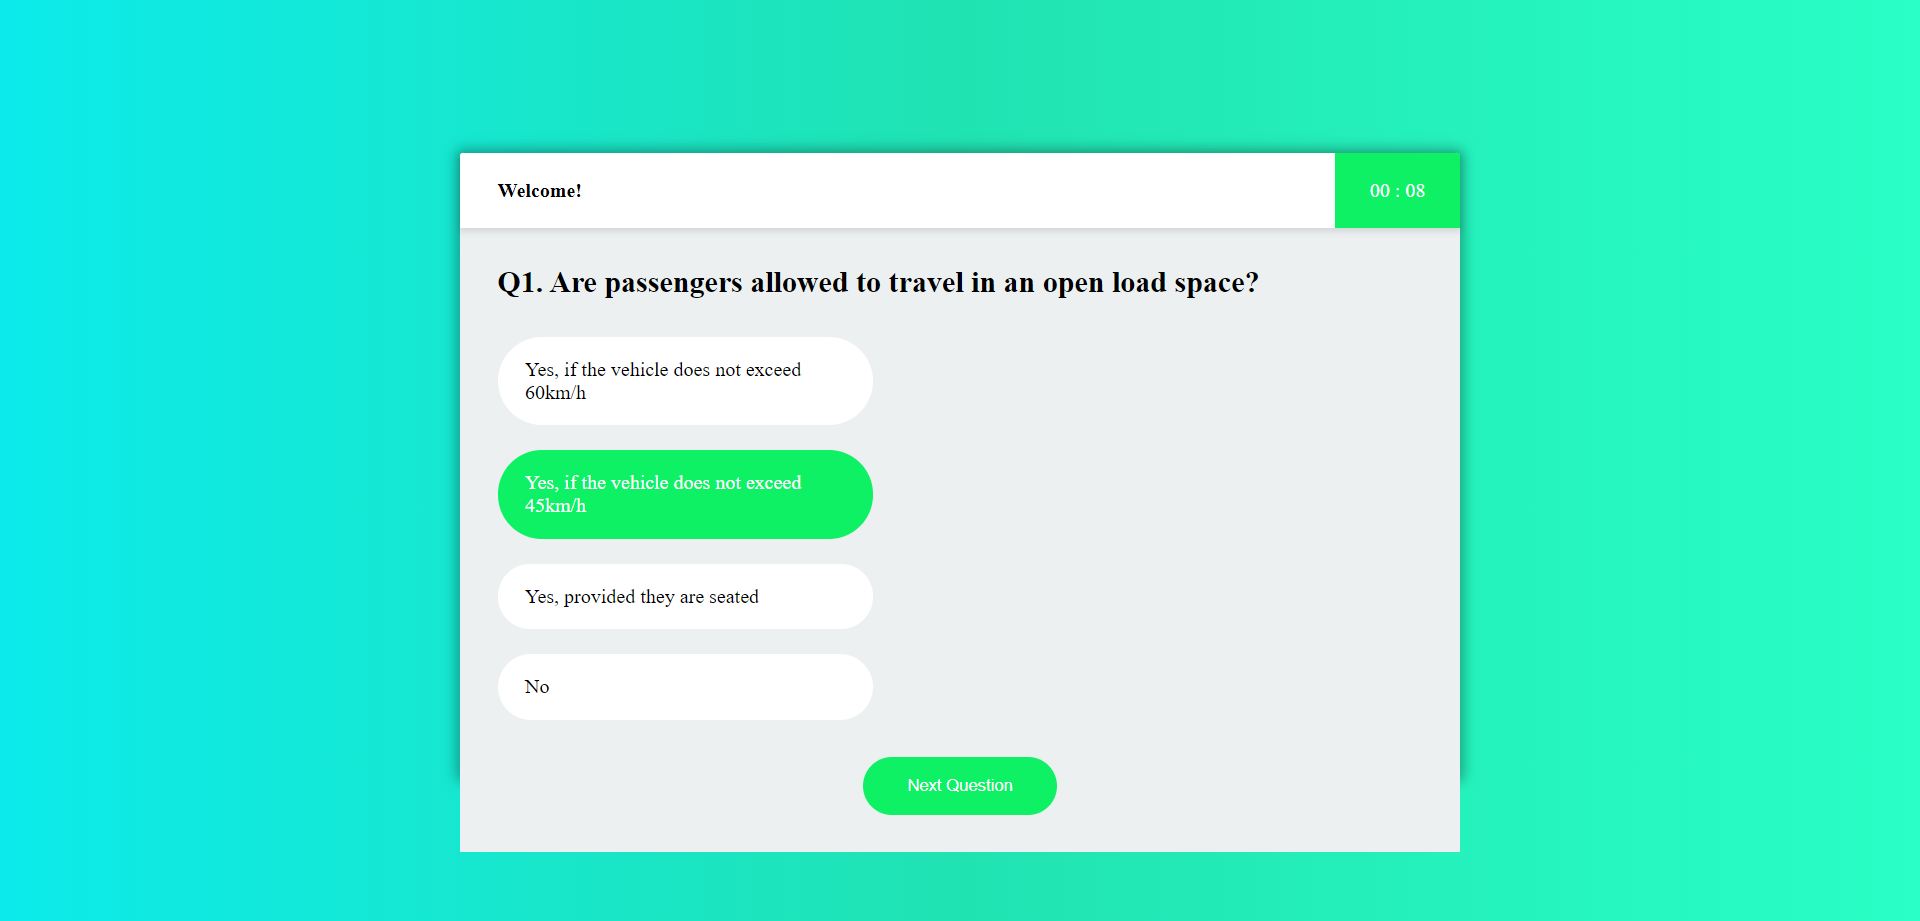 Welcome!
00 : 08
Q1. Are passengers allowed to travel in an open load space?
Yes, if the vehicle does not exceed
60km/h
Yes, if the vehicle does not exceed
45km/h
Yes, provided they are seated
No
Next Question